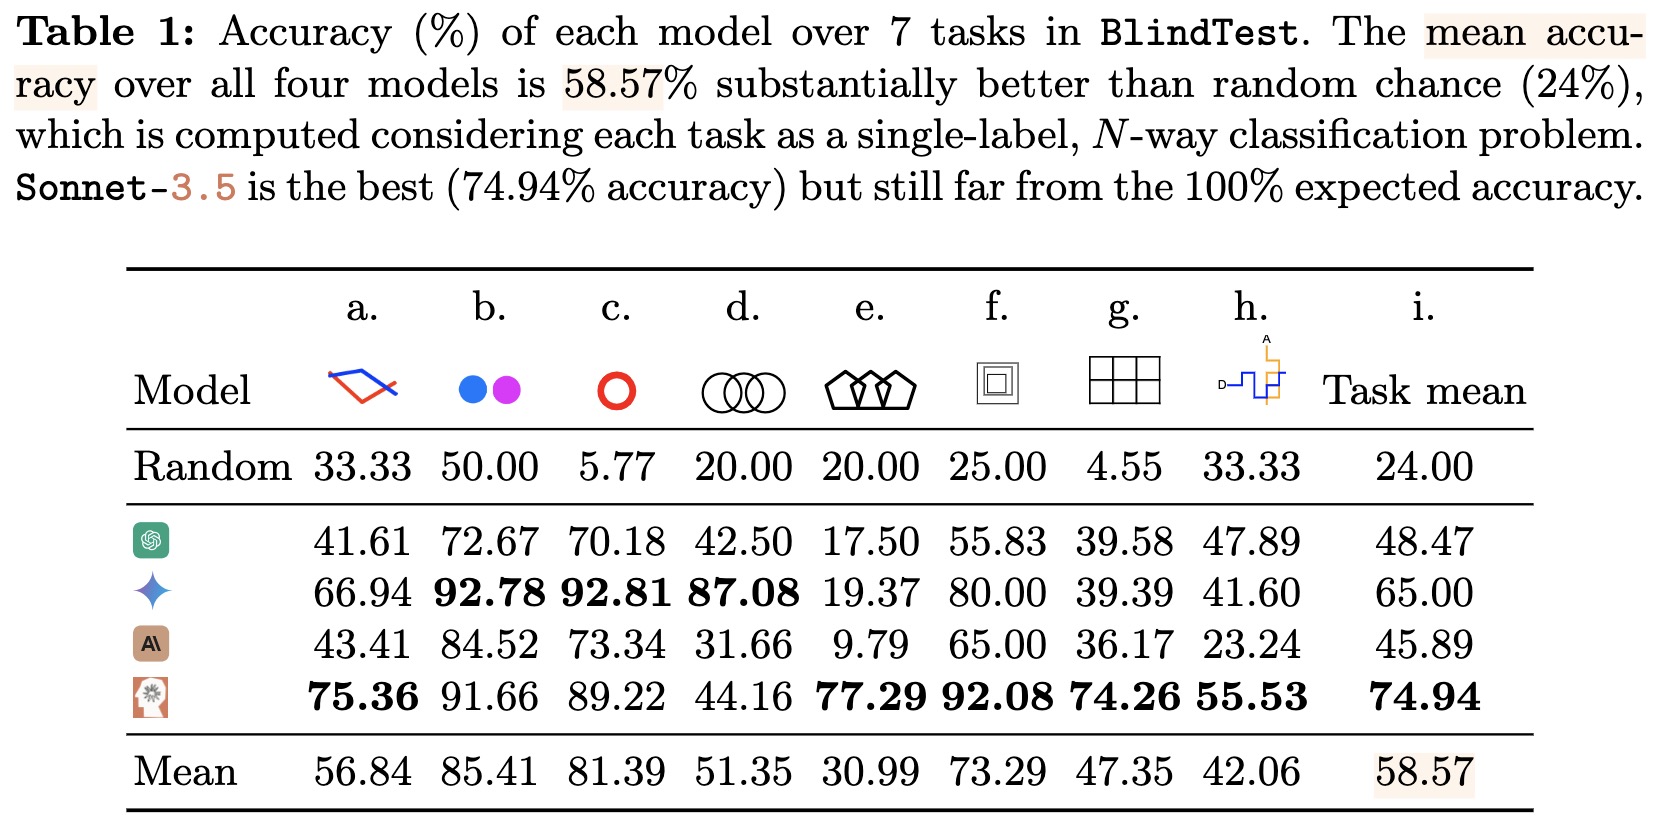 Table 1: Accuracy (%) of each model over 7 tasks in BlindTest. The mean accu-
racy over all four models is 58.57% substantially better than random chance (24%),
which is computed considering each task as a single-label, N-way classification problem.
Sonnet-3.5 is the best (74.94% accuracy) but still far from the 100% expected accuracy.
a. b. c. d. e. f. g. h. i.
A
Model D Task mean
Random 33.33 50.00 5.77 20.00 20.00 25.00 4.55 33.33 24.00
41.61 72.67 70.18 42.50 17.50 55.83 39.58 47.89 48.47
66.94 92.78 92.81 87.08 19.37 80.00 39.39 41.60 65.00
A\ 43.41 84.52 73.34 31.66 9.79 65.00 36.17 23.24 45.89
75.36 91.66 89.22 44.16 77.29 92.08 74.26 55.53 74.94
Mean 56.84 85.41 81.39 51.35 30.99 73.29 47.35 42.06 58.57